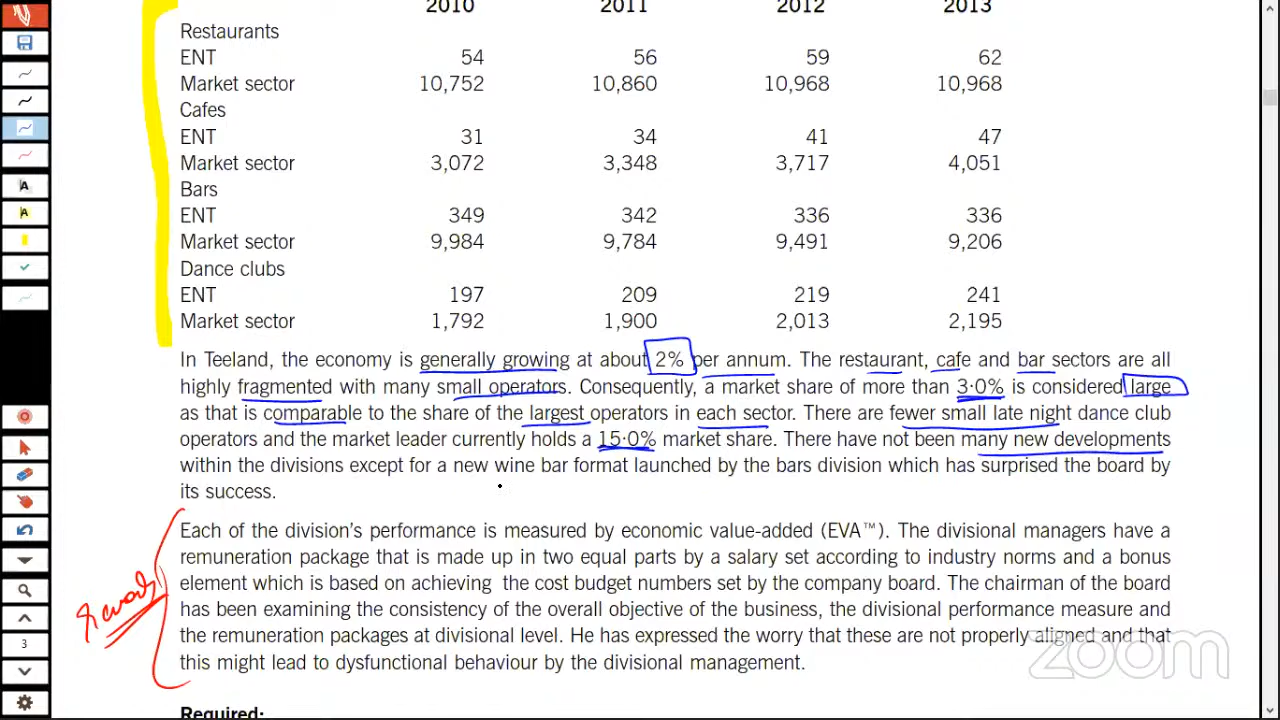 2010 2011 2012 2013
Restaurants
ENT 54 56 59 62
Market sector 10,752 10,860 10,968 10,968
Cafes
ENT 31 34 41 47
Market sector 3,072 3,348 3,717 4,051
Bars
ENT 349 342 336 336
Market sector 9,984 9,784 9,491 9,206
Dance clubs
ENT 197 209 219 241
Market sector 1,792 1,900 2,013 2,195
In Teeland, the economy is generally growing at about 2% per annum. The restaurant, cafe and bar sectors are all
highly fragmented with many small operators. Consequently, a market share of more than 3·0% is considered large
as that is comparable to the share of the largest operators in each sector. There are fewer small late night dance club
operators and the market leader currently holds a 15·0% market share. There have not been many new developments
within the divisions except for a new wine bar format launched by the bars division which has surprised the board by
its success.
Each of the division's performance is measured by economic value-added (EVA™). The divisional managers have a
remuneration package that is made up in two equal parts by a salary set according to industry norms and a bonus
element which is based on achieving the cost budget numbers set by the company board. The chairman of the board
has been examining the consistency of the overall objective of the business, the divisional performance measure and
the remuneration packages at divisional level. He has expressed the worry that these are not properly aligned and that
this might lead to dysfunctional behaviour by the divisional management.
Required:
A
A
3
zoom